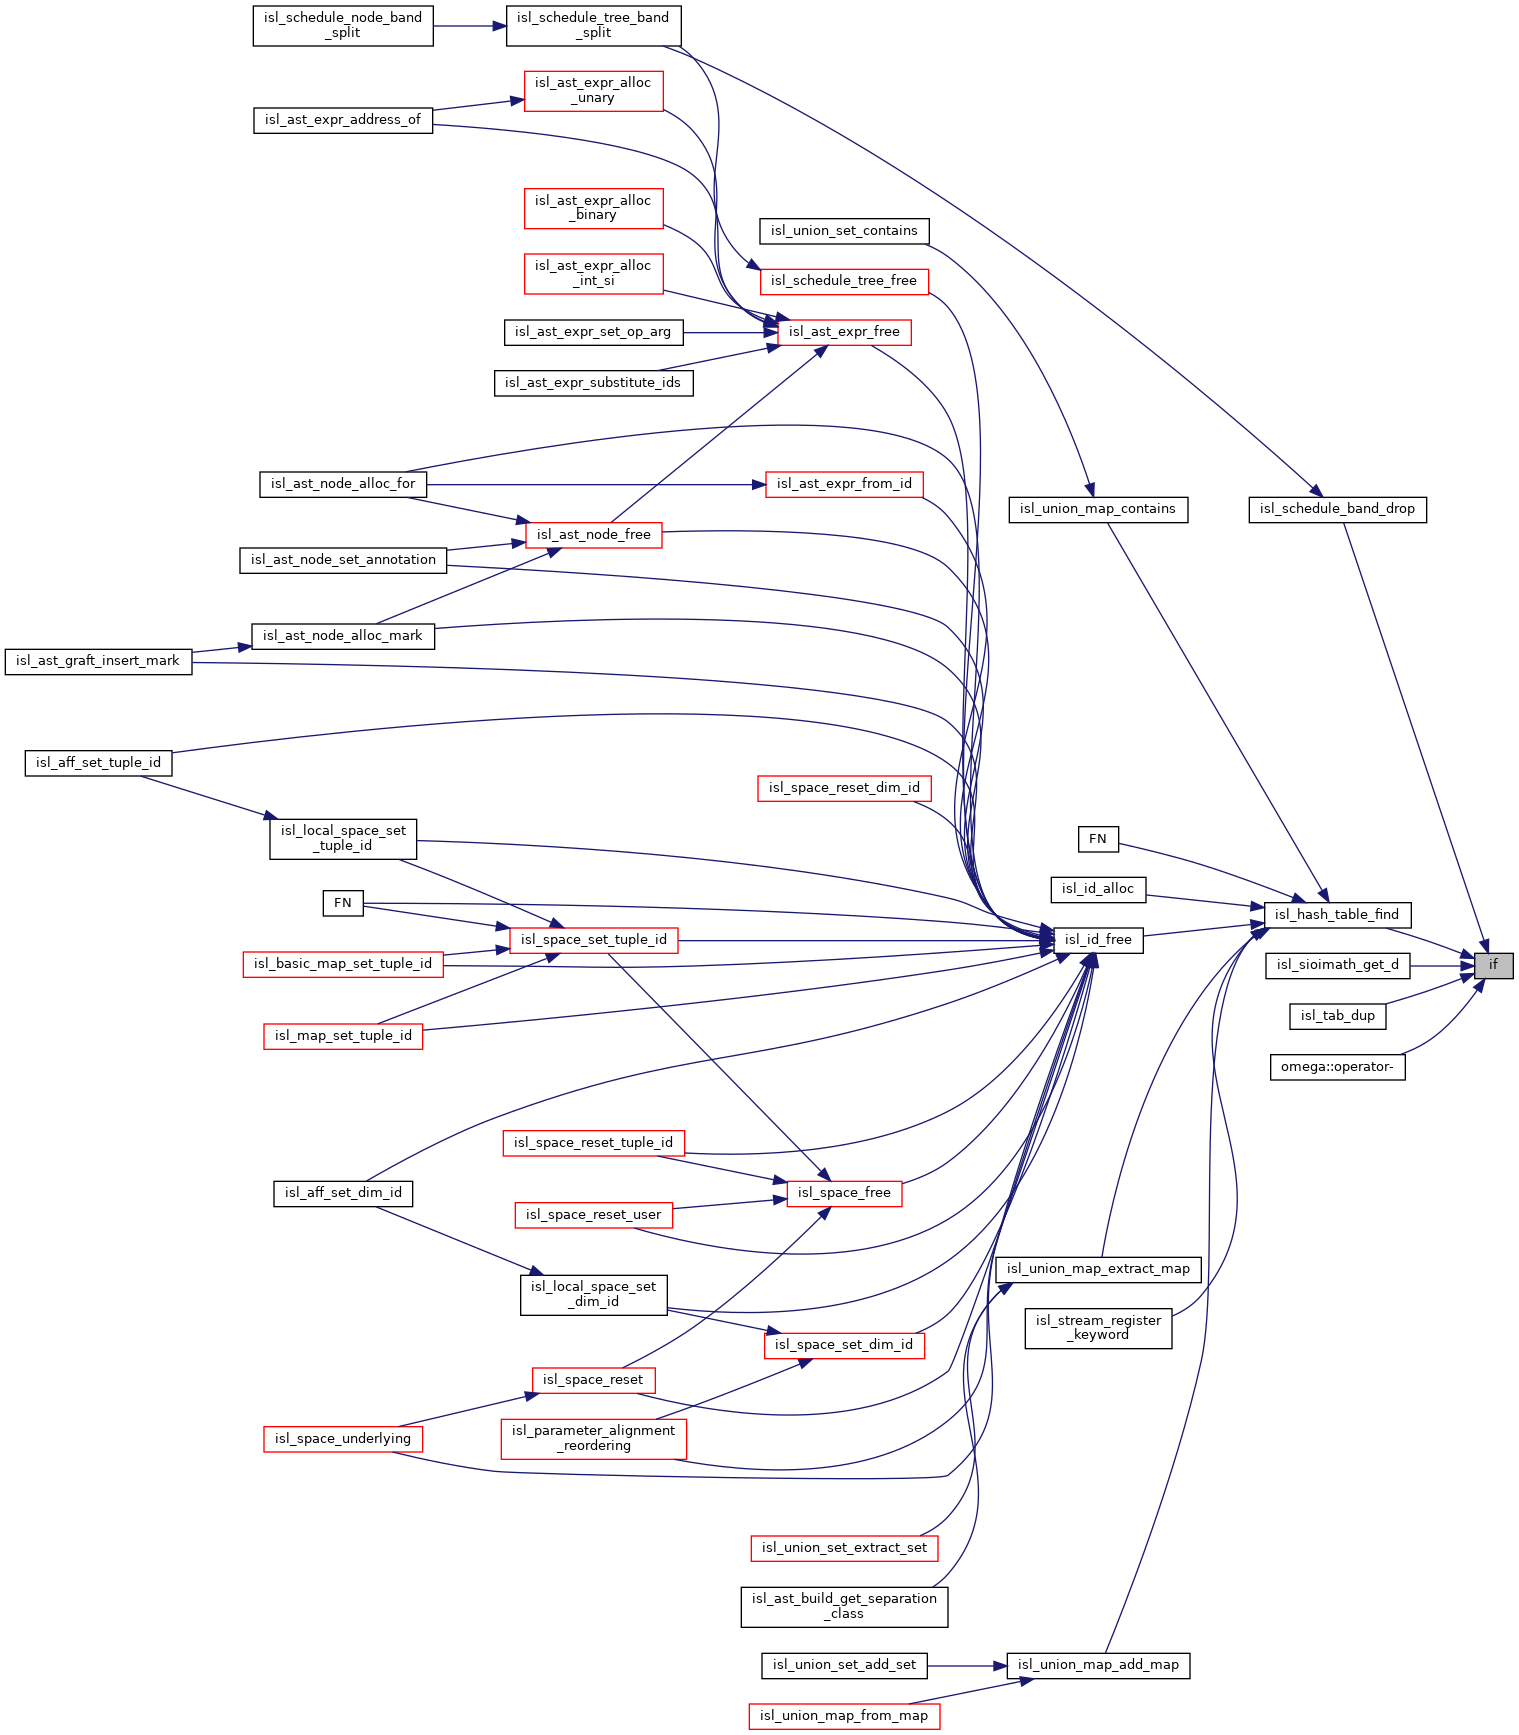 isl_schedule_node_band
_split
isl_schedule_tree_band
_split
isl_ast_expr_alloc
_unary
isl_ast_expr_address_of
isl_ast_expr_alloc
_binary
isl_union_set_contains
isl_ast_expr_alloc
_int_si
isl_schedule_tree_free
isl_ast_expr_set_op_arg
isl_ast_expr_free
isl_ast_expr_substitute_ids
isl_ast_node_alloc_for
isl_ast_expr_from_id
isl_union_map_contains
isl_schedule_band_drop
isl_ast_node_free
isl_ast_node_set_annotation
isl_ast_node_alloc_mark
isl_ast_graft_insert_mark
isl_aff_set_tuple_id
isl_space_reset_dim_id
isl_local_space_set
_tuple_id
FN
isl_id_alloc
FN
isl_hash_table_find
isl_space_set_tuple_id
isl_id_free
isl_basic_map_set_tuple_id
isl_sioimath_get_d
if
isl_map_set_tuple_id
isl_tab_dup
omega::operator-
isl_space_reset_tuple_id
isl_aff_set_dim_id
isl_space_free
isl_space_reset_user
isl_union_map_extract_map
isl_local_space_set
_dim_id
isl_stream_register
_keyword
isl_space_set_dim_id
isl_space_reset
isl_space_underlying
isl_parameter_alignment
_reordering
isl_union_set_extract_set
isl_ast_build_get_separation
_class
isl_union_set_add_set
isl_union_map_add_map
isl_union_map_from_map